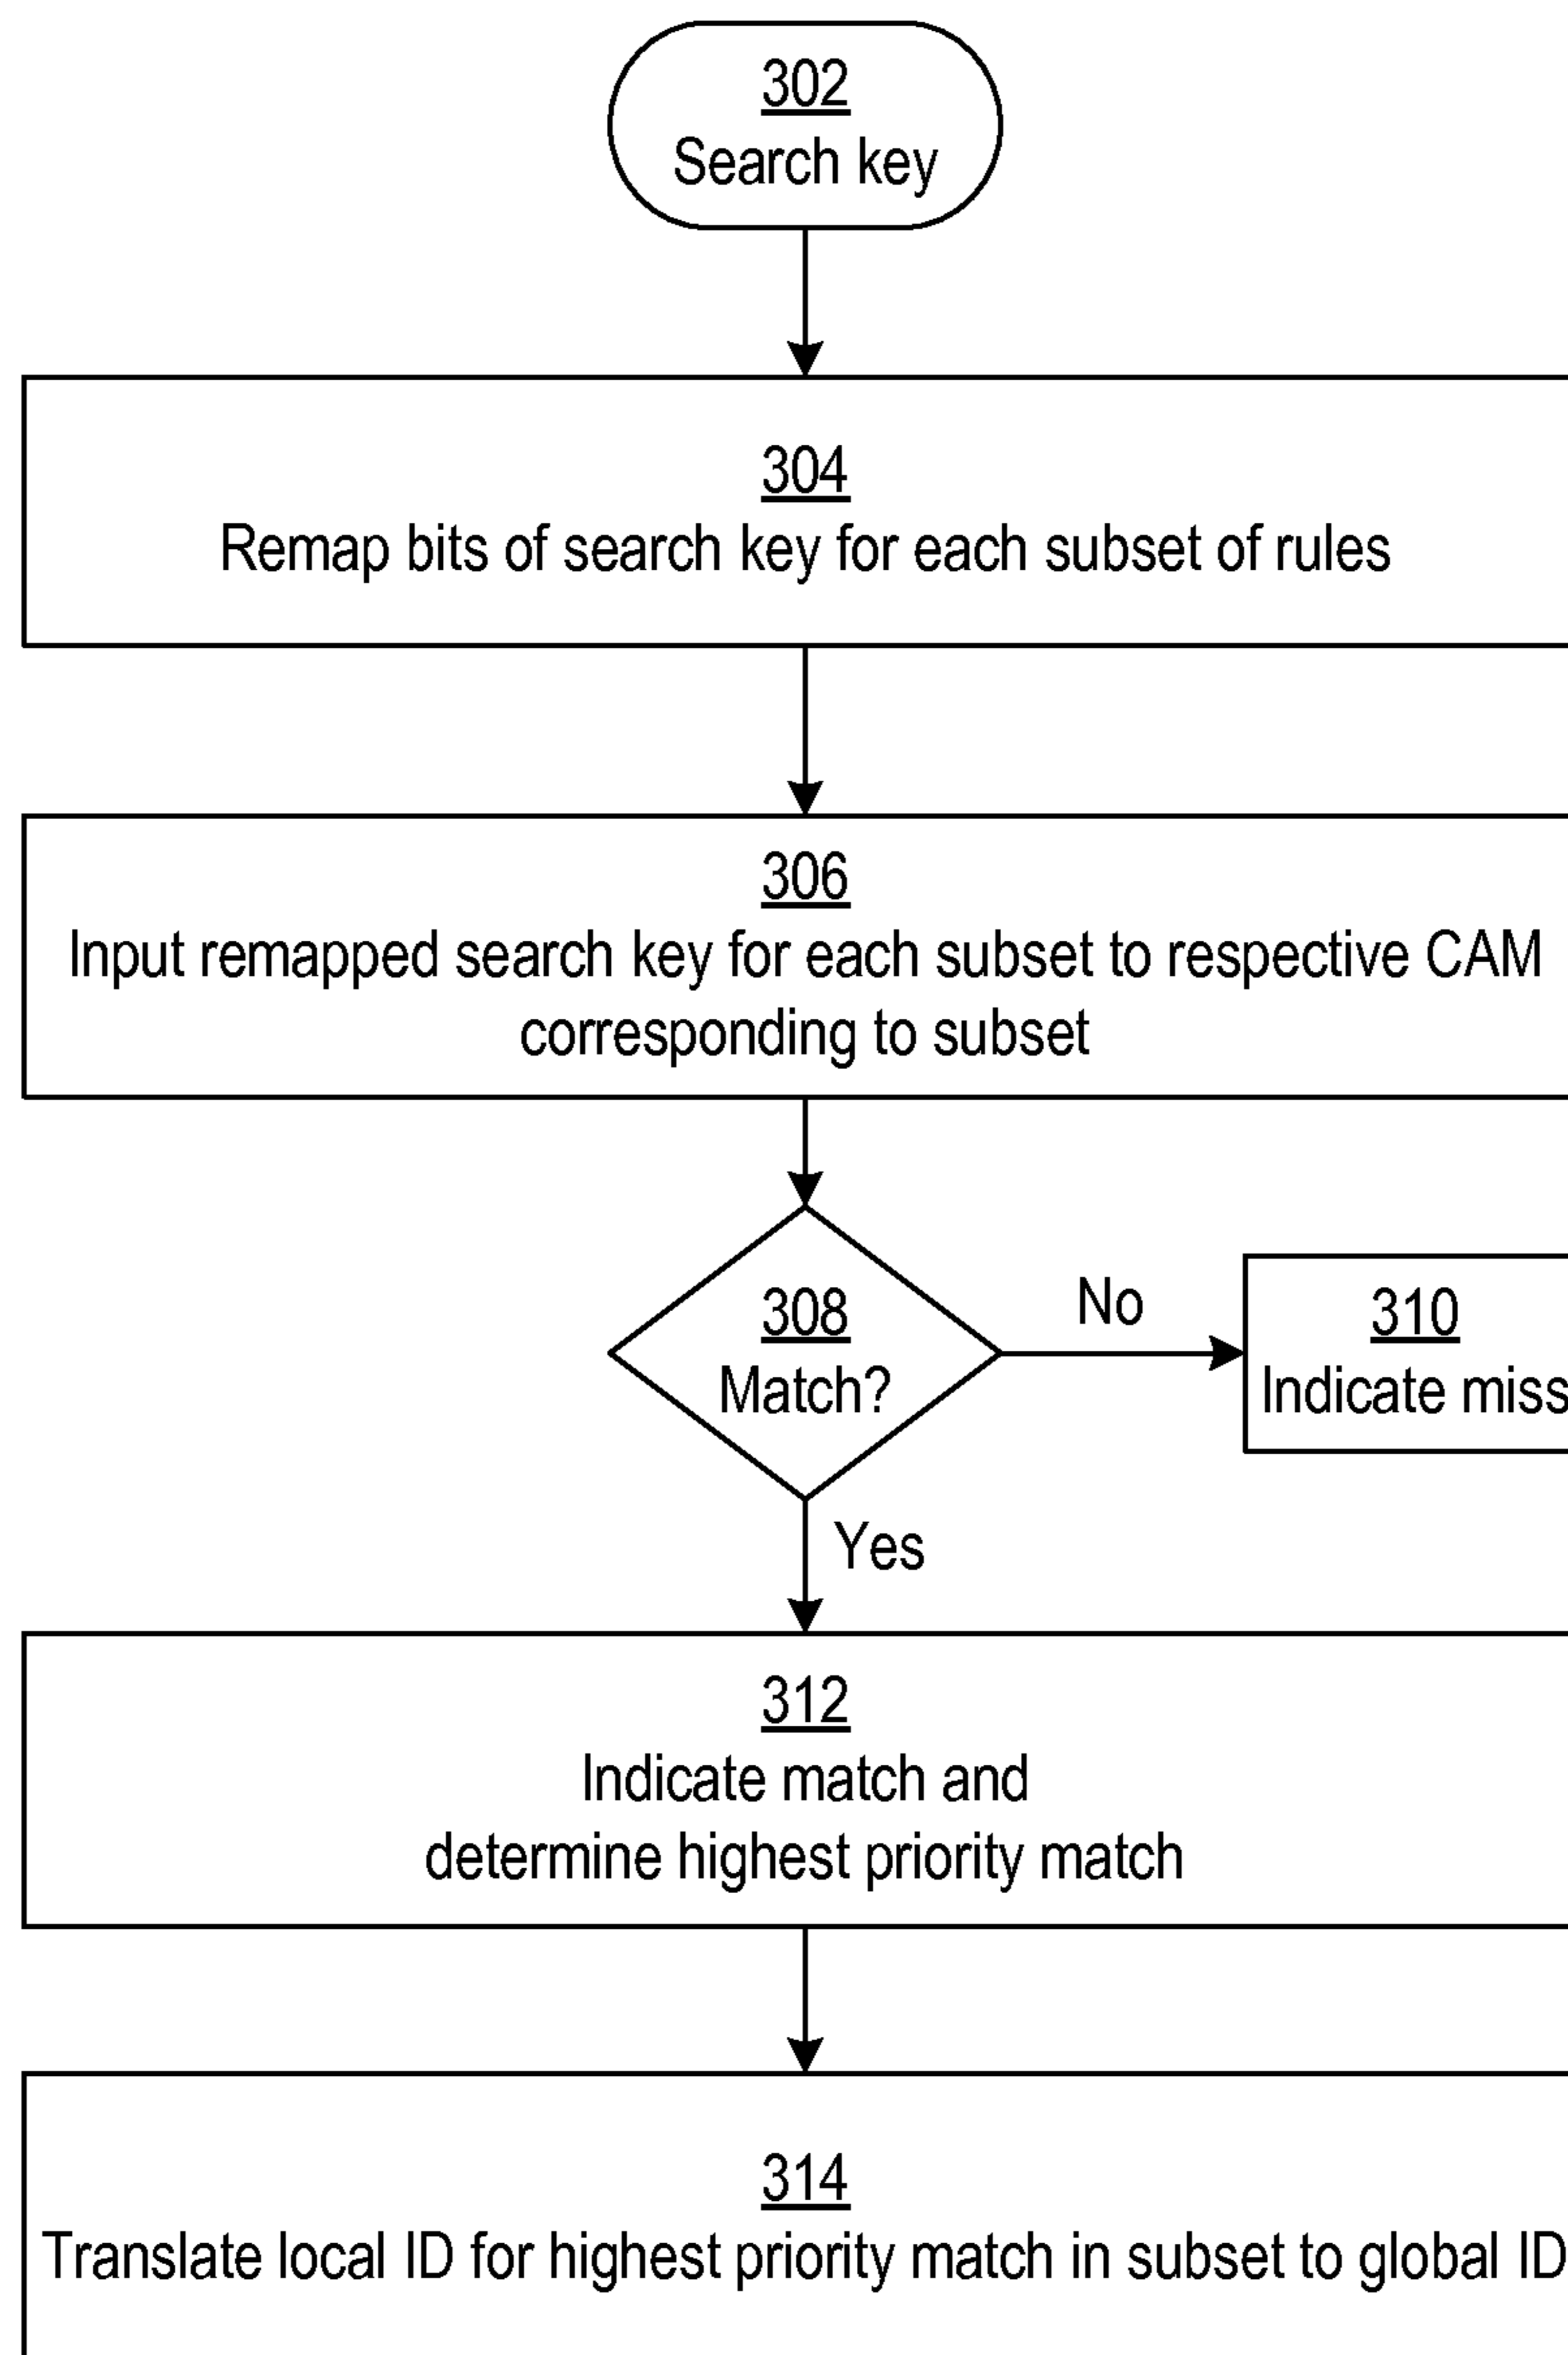 302
Search key
304
Remap bits of search key for each subset of rules
306
Input remapped search key for each subset to respective CAM
corresponding to subset
308
Match?
No
310
Indicate miss
Yes
312
Indicate match and
determine highest priority match
314
Translate local ID for highest priority match in subset to global ID